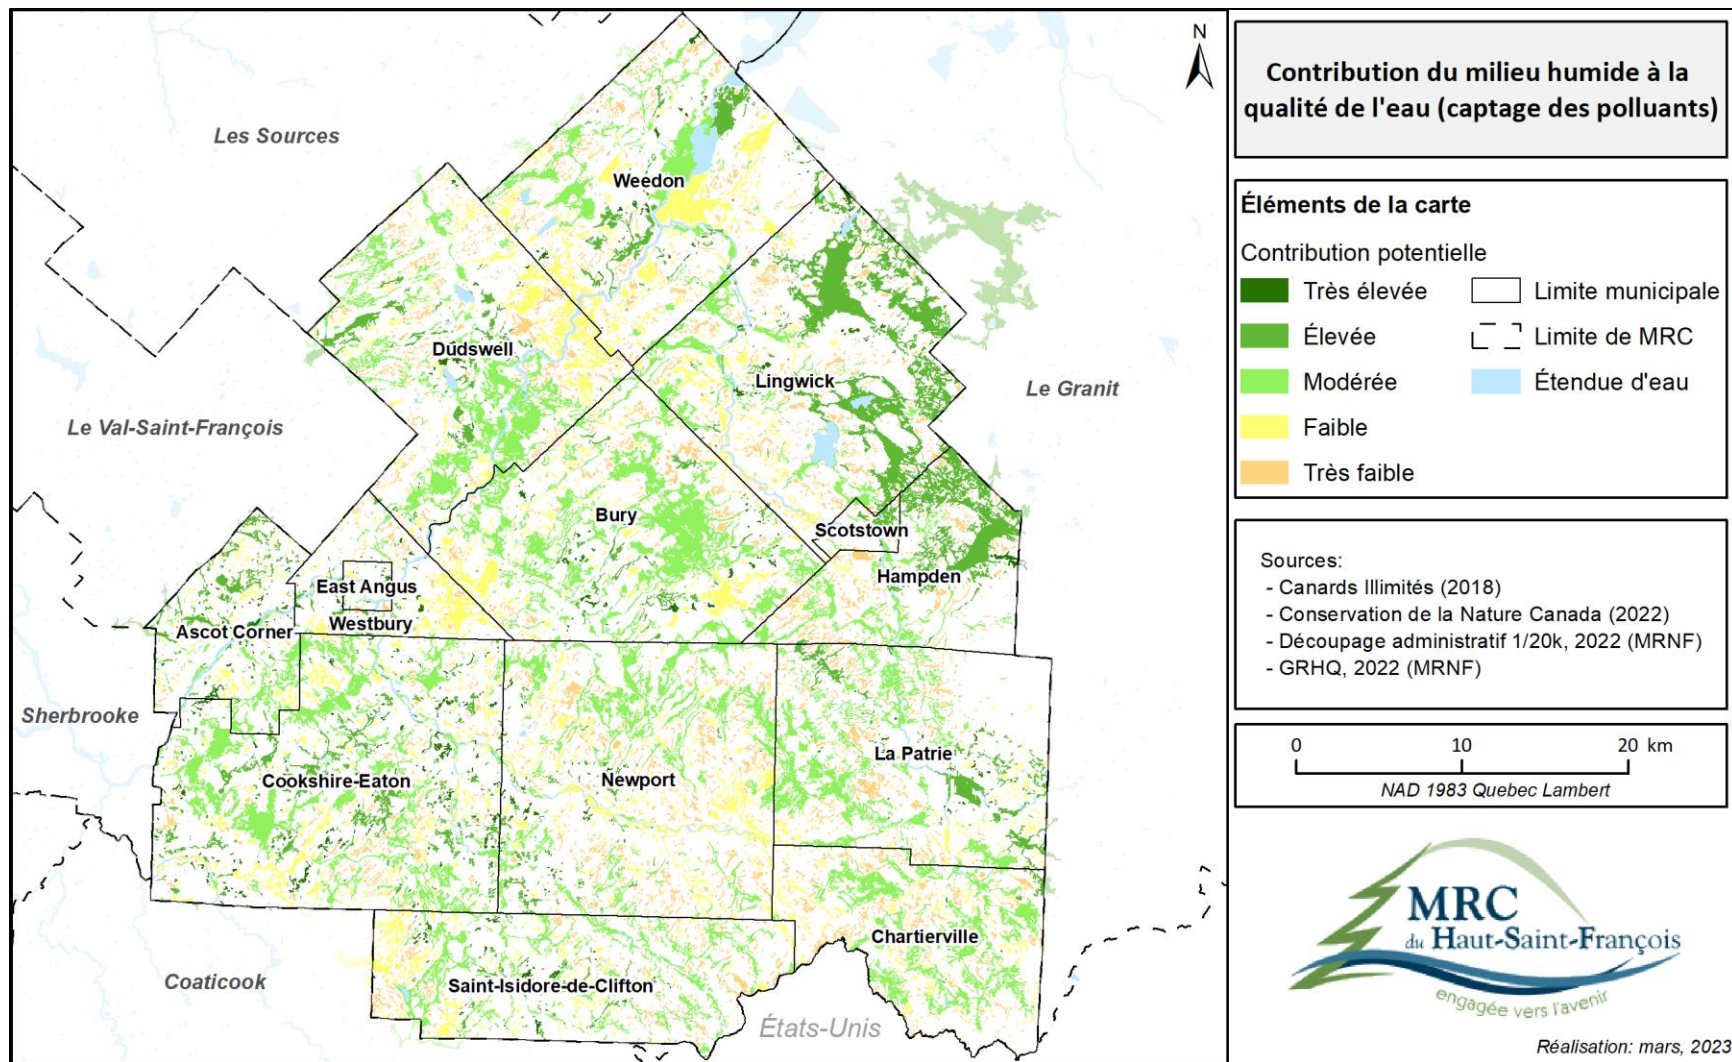 N
Les Sources
Weedon
Dudswell
Lingwick
Le Granit
Le Val-Saint-François
Bury
Scotstown
Hampden
East Angus
Westbury
Ascot Corner
Sherbrooke
Cookshire-Eaton
Newport
La Patrie
Chartierville
Saint-Isidore-de-Clifton
Coaticook
États-Unis
Contribution du milieu humide à la
qualité de l'eau (captage des polluants)
Éléments de la carte
Contribution potentielle
Très élevée
Élevée
Modérée
Faible
Très faible
Limite municipale
Limite de MRC
Étendue d'eau
Sources:
- Canards Illimités (2018)
- Conservation de la Nature Canada (2022)
- Découpage administratif 1/20k, 2022 (MRNF)
- GRHQ, 2022 (MRNF)
0 10 20 km
NAD 1983 Quebec Lambert
MRC
du Haut-Saint-François
engagée vers l'avenir
Réalisation: mars, 2023